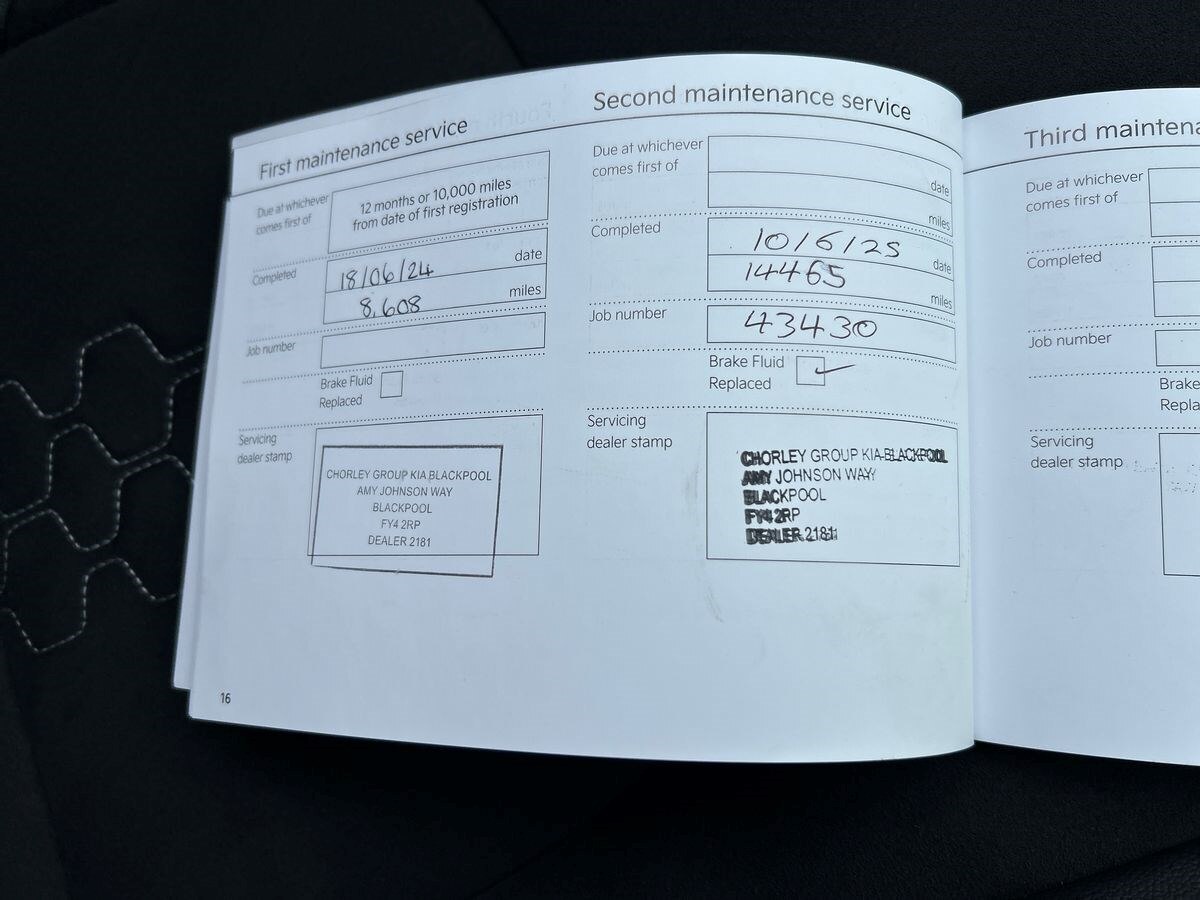 First maintenance service
Due at whichever
comes first of
12 months or 10,000 miles
from date of first registration
Completed
18/06/24
date
8,608
miles
Job number
Brake Fluid
Replaced
Servicing
dealer stamp
CHORLEY GROUP KIA BLACKPOOL
AMY JOHNSON WAY
BLACKPOOL
FY4 2RP
DEALER 2181
16
Second maintenance service
Due at whichever
comes first of
date
miles
Completed
10/6/25
date
14465
miles
Job number
43430
Brake Fluid
Replaced
Servicing
dealer stamp
CHORLEY GROUP KIA BLACKPOOL
AMY JOHNSON WAY
BLACKPOOL
FY4 2RP
DEALER 2181
Third maintena
Due at whichever
comes first of
Completed
Job number
Brake
Repla
Servicing
dealer stamp